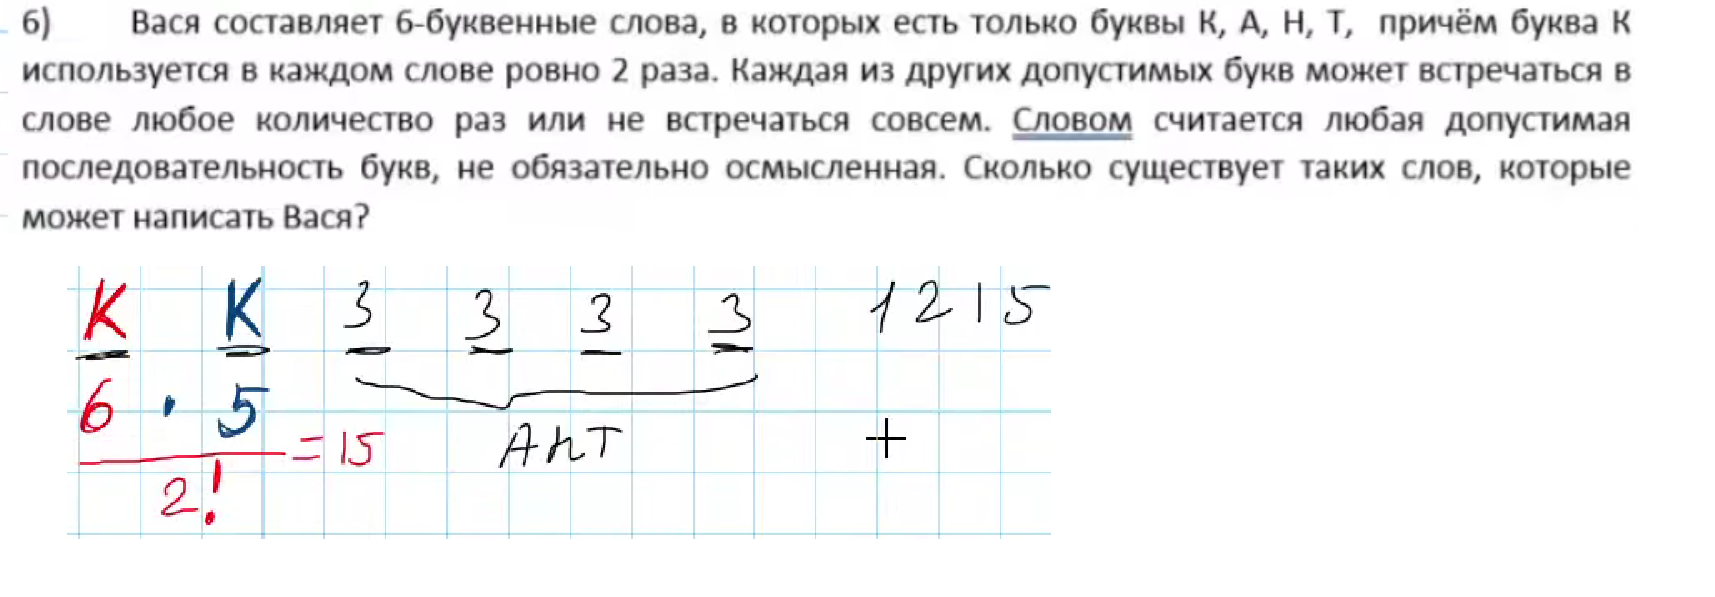 6) Вася составляет 6-буквенные слова, в которых есть только буквы К, А, Н, Т, причём буква К
используется в каждом слове ровно 2 раза. Каждая из других допустимых букв может встречаться в
слове любое количество раз или не встречаться совсем. Словом считается любая допустимая
последовательность букв, не обязательно осмысленная. Сколько существует таких слов, которые
может написать Вася?
К К 3 3 3 3 1215
6 · 5
= 15 АНТ +
2!